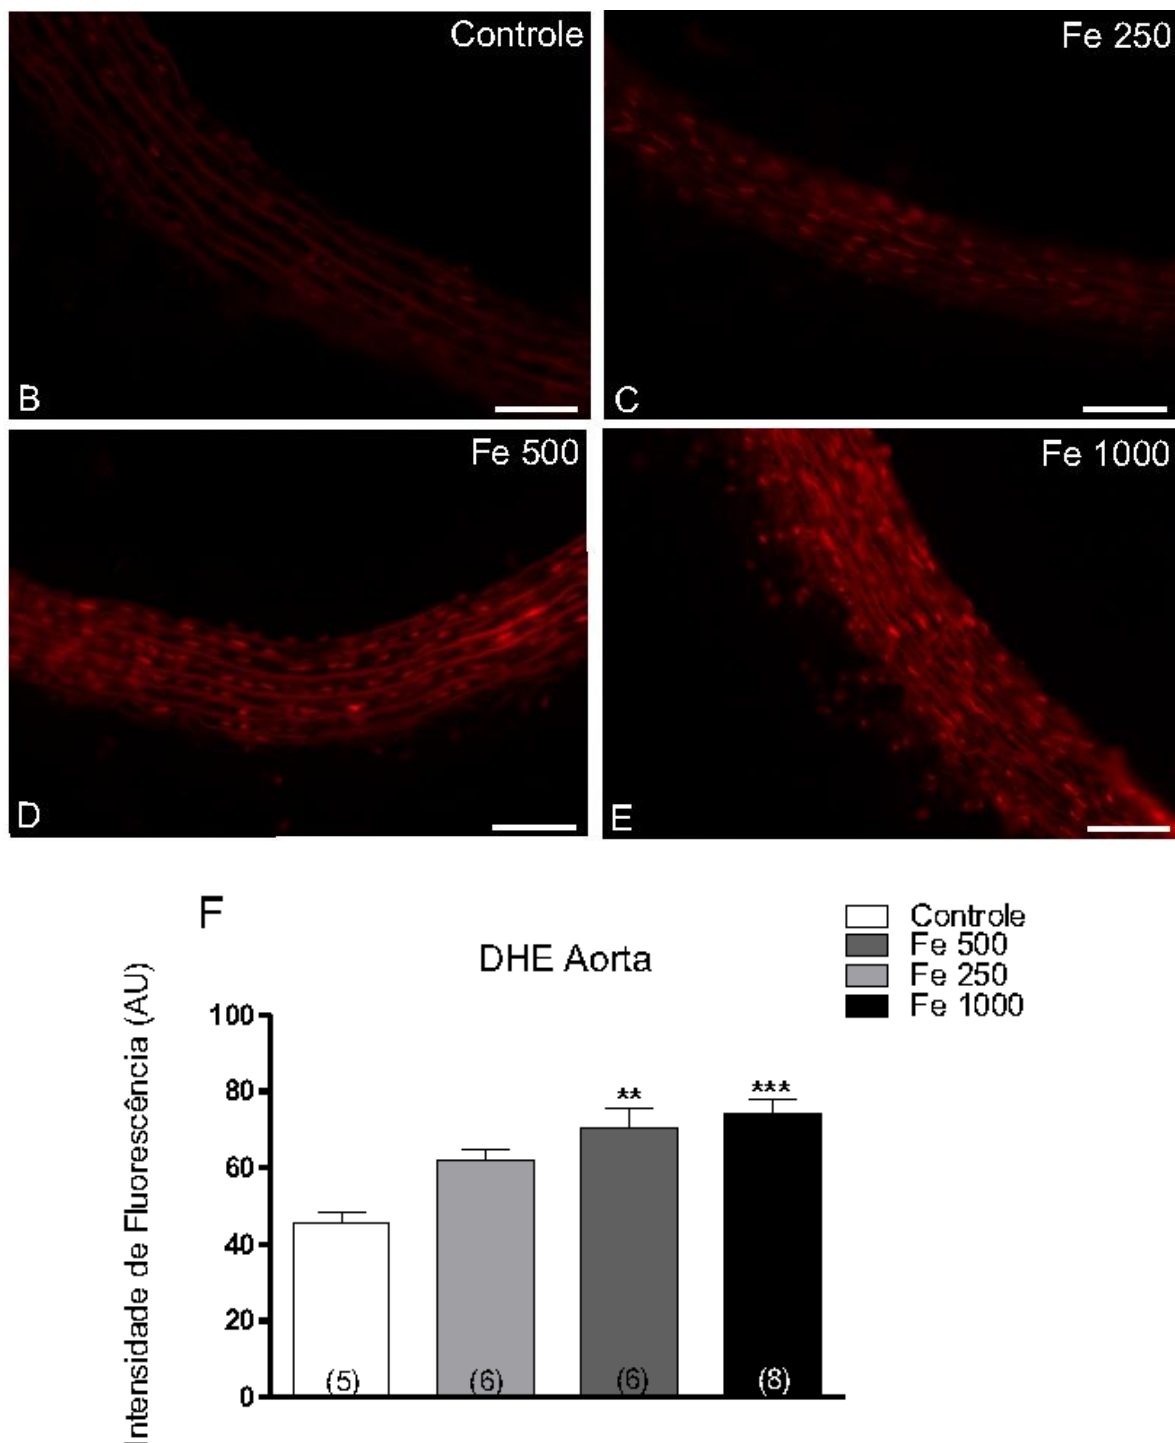 Controle
B
Fe 250
C
Fe 500
D
Fe 1000
E
F
DHE Aorta
Controle
Fe 500
Fe 250
Fe 1000
Intensidade de Fluorescência (AU)
100
80
60
40
20
0
**
***
(5)
(6)
(6)
(8)